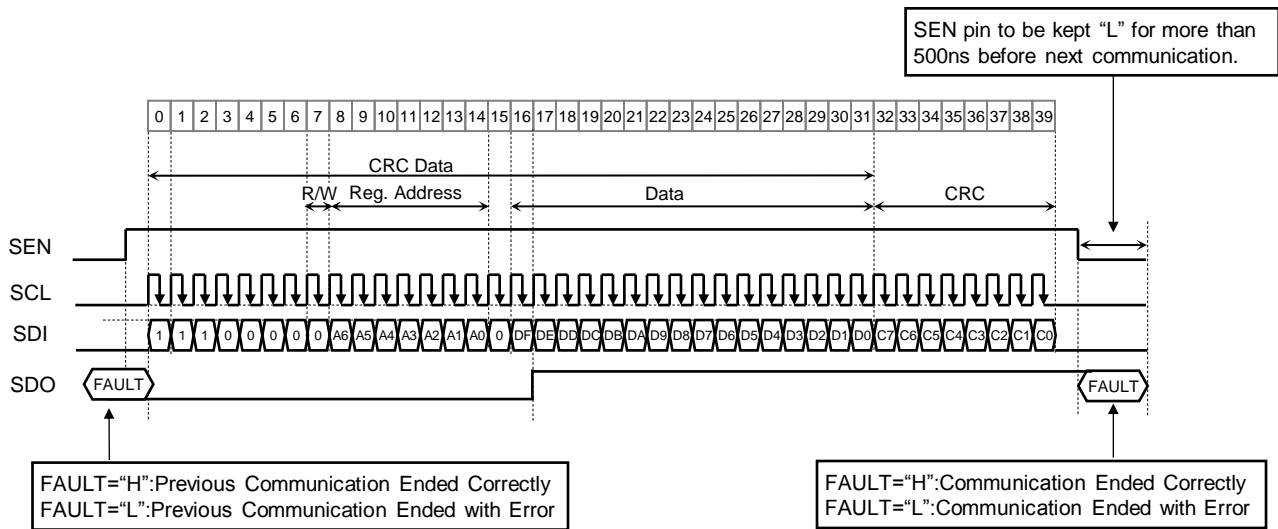 SEN pin to be kept “L” for more than
500ns before next communication.
0 1 2 3 4 5 6 7 8 9 10 11 12 13 14 15 16 17 18 19 20 21 22 23 24 25 26 27 28 29 30 31 32 33 34 35 36 37 38 39
CRC Data
R/W Reg. Address Data CRC
SEN
SCL
SDI 1 1 1 0 0 0 0 0 A6 A5 A4 A3 A2 A1 A0 0 DF DE DD DC DB DA D9 D8 D7 D6 D5 D4 D3 D2 D1 D0 C7 C6 C5 C4 C3 C2 C1 C0
SDO FAULT FAULT
FAULT=“H”:Previous Communication Ended Correctly
FAULT=“L”:Previous Communication Ended with Error
FAULT=“H”:Communication Ended Correctly
FAULT=“L”:Communication Ended with Error